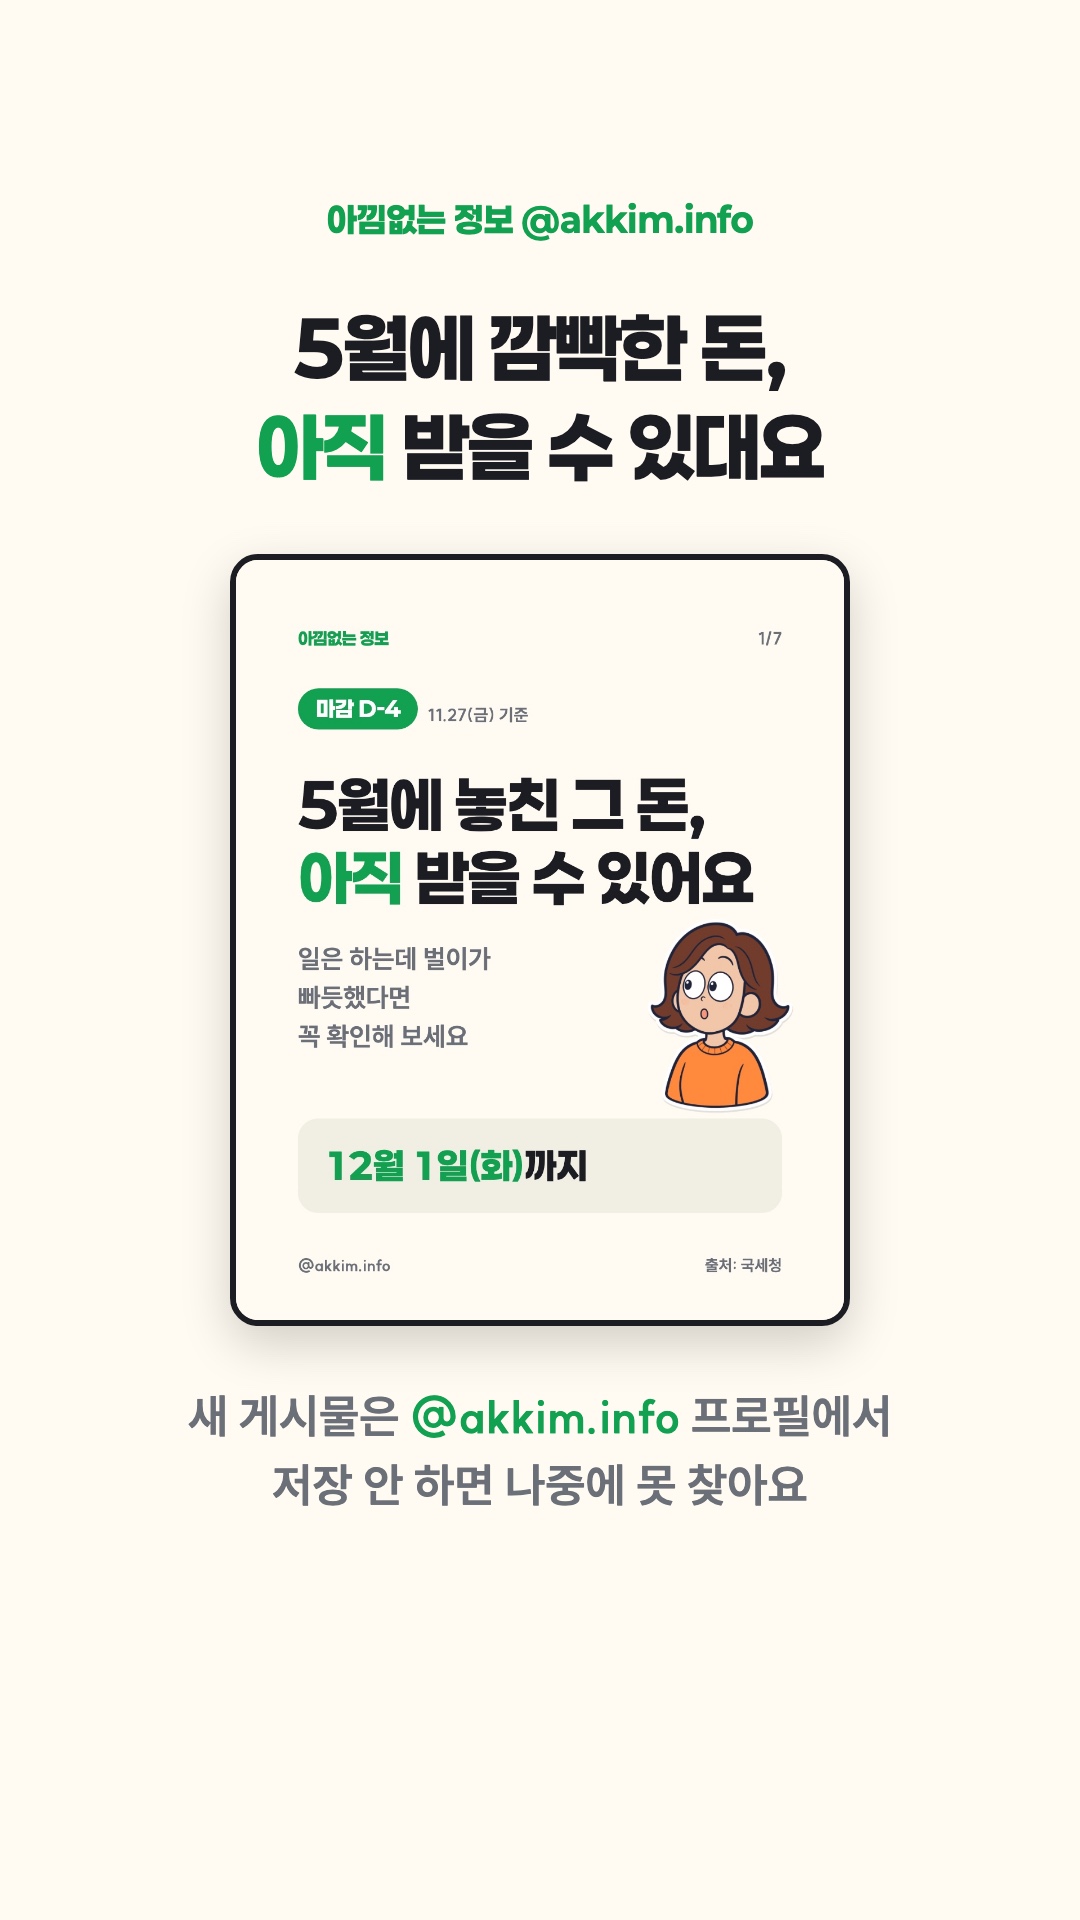 아낌없는 정보 @akkim.info
5월에 깜빡한 돈,
아직 받을 수 있대요
아낌없는 정보
1/7
마감 D-4 11.27(금) 기준
5월에 놓친 그 돈,
아직 받을 수 있어요
일은 하는데 벌이가
빠듯했다면
꼭 확인해 보세요
12월 1일(화)까지
@akkim.info
출처: 국세청
새 게시물은 @akkim.info 프로필에서
저장 안 하면 나중에 못 찾아요